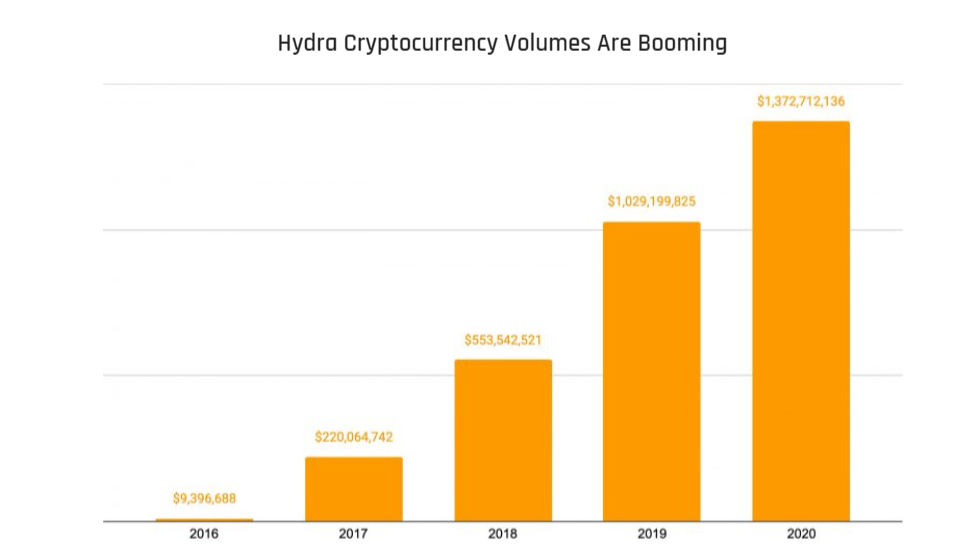 Hydra Cryptocurrency Volumes Are Booming
$1,372,712,136
$1,029,199,825
$553,542,521
$220,064,742
$9,396,688
2016 2017 2018 2019 2020